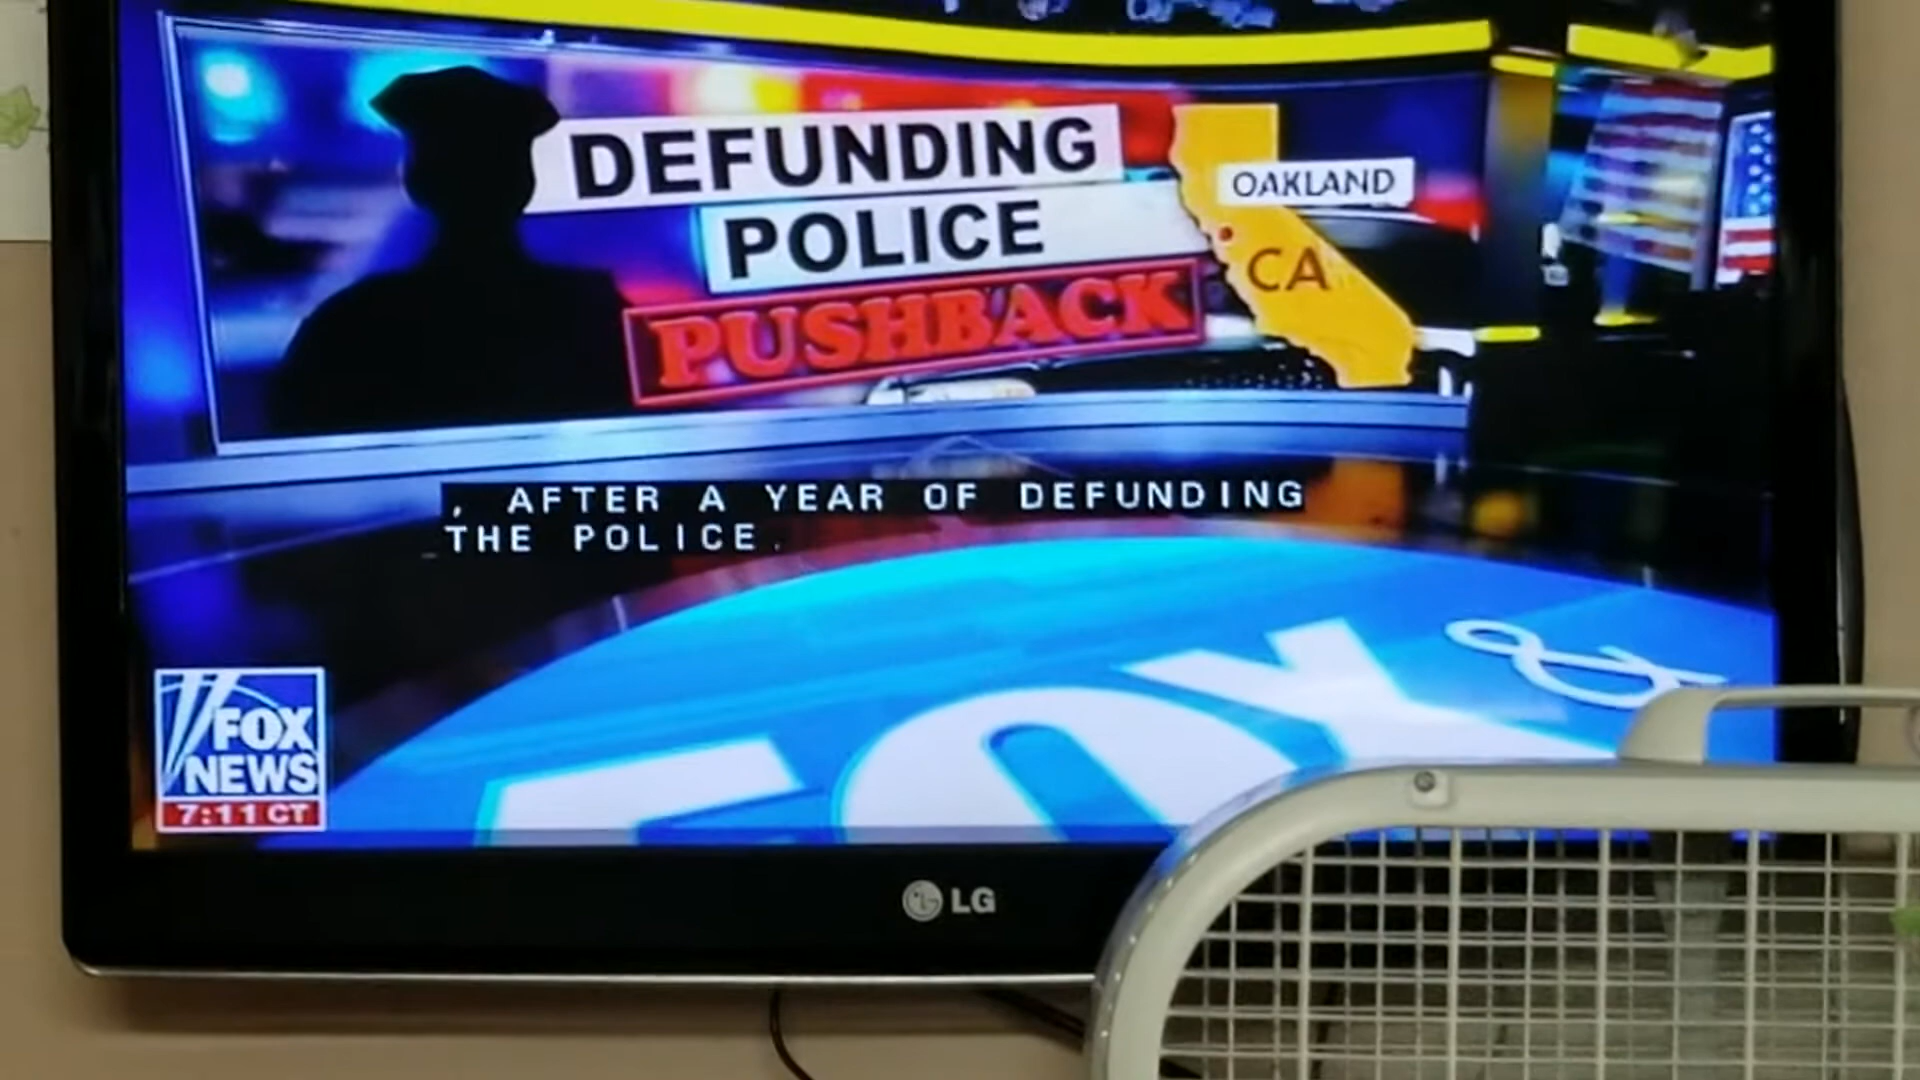 DEFUNDING
POLICE
PUSHBACK
OAKLAND
CA
, AFTER A YEAR OF DEFUNDING
THE POLICE.
FOX &
FOX
NEWS
7:11 CT
LG